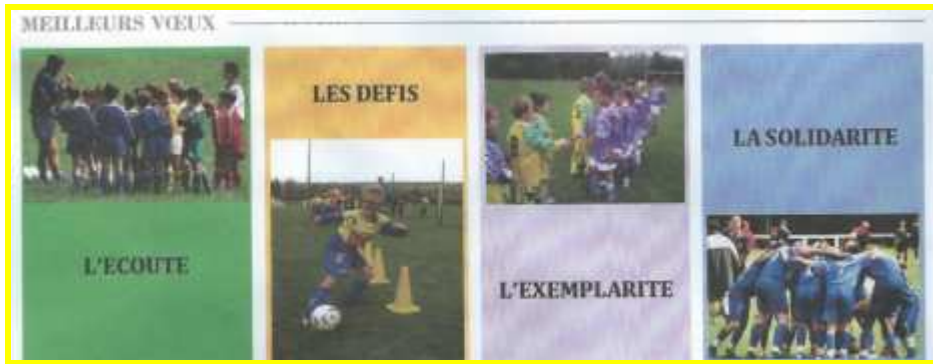 MEILLEURS VŒUX
LES DEFIS
LA SOLIDARITE
L'ECOUTE
L'EXEMPLARITE